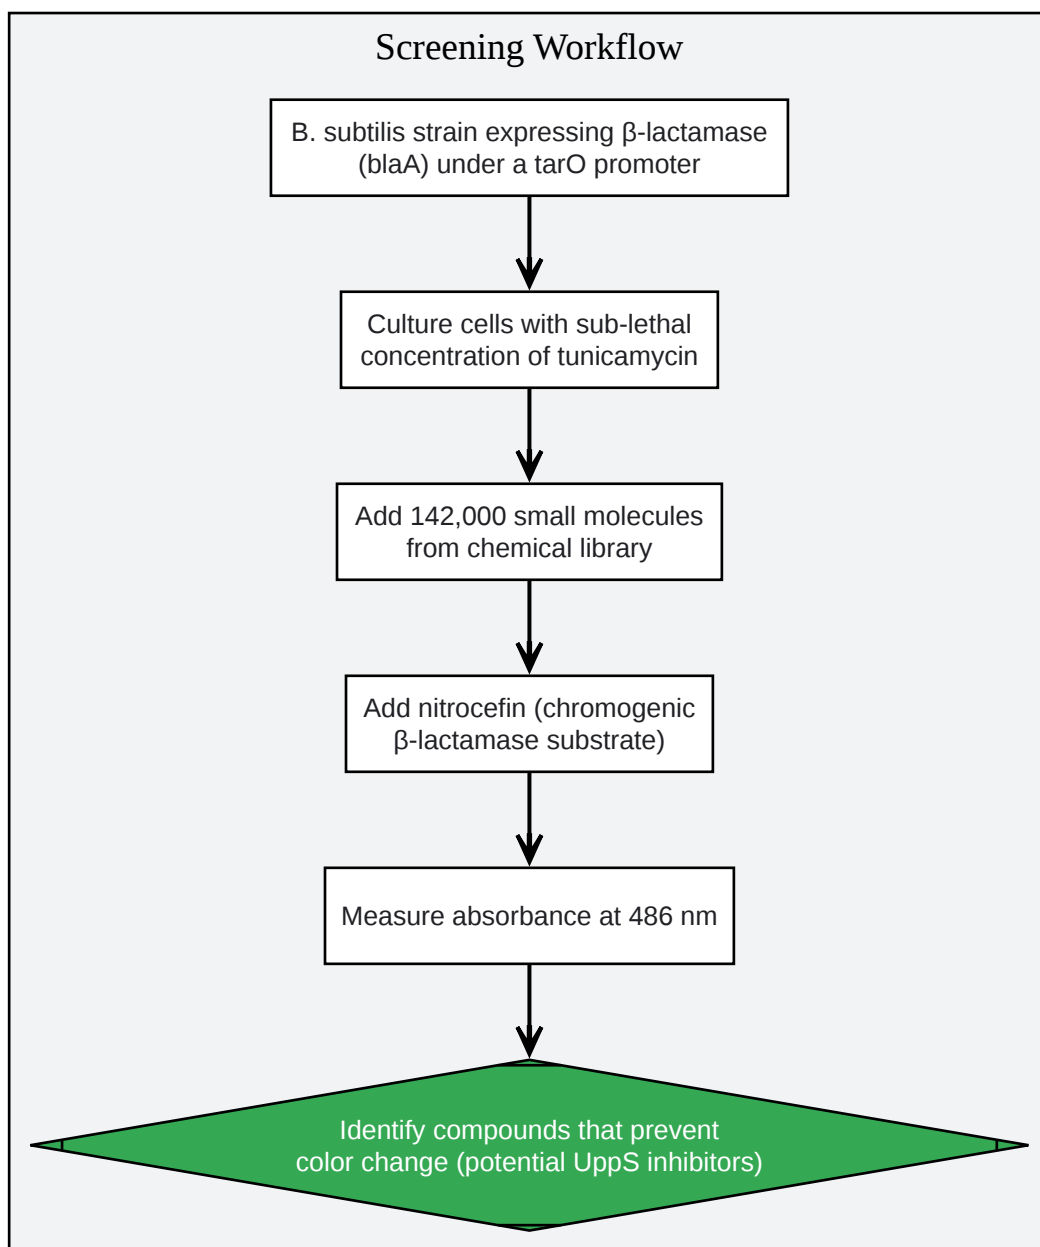 Screening Workflow
B. subtilis strain expressing β-lactamase
(blaA) under a tarO promoter
Culture cells with sub-lethal
concentration of tunicamycin
Add 142,000 small molecules
from chemical library
Add nitrocefin (chromogenic
β-lactamase substrate)
Measure absorbance at 486 nm
Identify compounds that prevent
color change (potential UppS inhibitors)